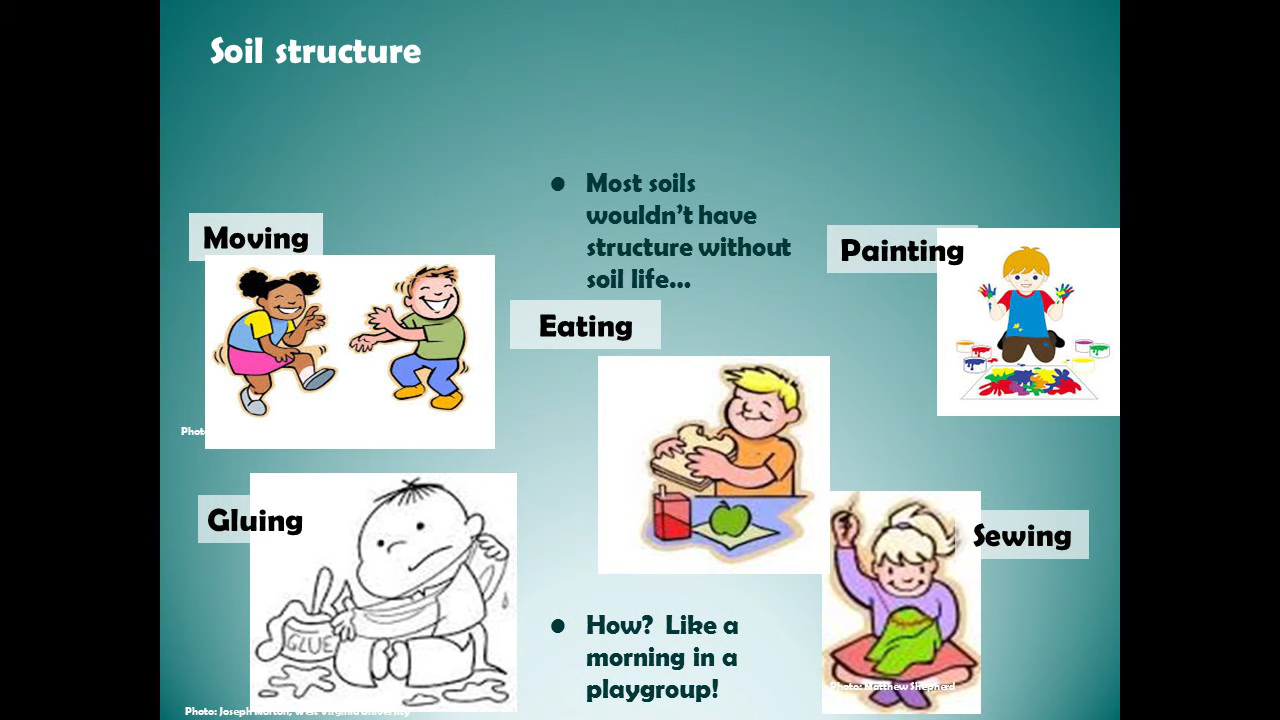 Soil structure
• Most soils
wouldn't have
structure without
soil life...
Moving
Painting
Eating
Gluing
GLUE
Sewing
• How?  Like a
morning in a
playgroup!
Photo: Matthew Shepherd
Photo: Joseph Morton, West Virginia University